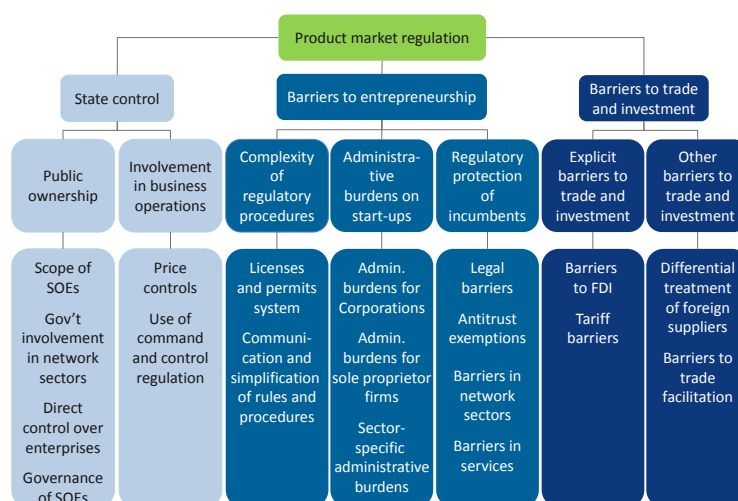 Product market regulation
State control
Barriers to entrepreneurship
Barriers to trade
and investment
Public
ownership
Involvement
in business
operations
Complexity
of
regulatory
procedures
Administra-
tive
burdens on
start-ups
Regulatory
protection
of
incumbents
Explicit
barriers to
trade and
investment
Other
barriers to
trade and
investment
Scope of
SOEs
Gov't
involvement
in network
sectors
Direct
control over
enterprises
Governance
of SOEs
Price
controls
Use of
command
and control
regulation
Licenses
and permits
system
Communi-
cation and
simplification
of rules and
procedures
Admin.
burdens for
Corporations
Admin.
burdens for
sole proprietor
firms
Sector-
specific
administrative
burdens
Legal
barriers
Antitrust
exemptions
Barriers in
network
sectors
Barriers in
services
Barriers
to FDI
Tariff
barriers
Differential
treatment
of foreign
suppliers
Barriers to
trade
facilitation